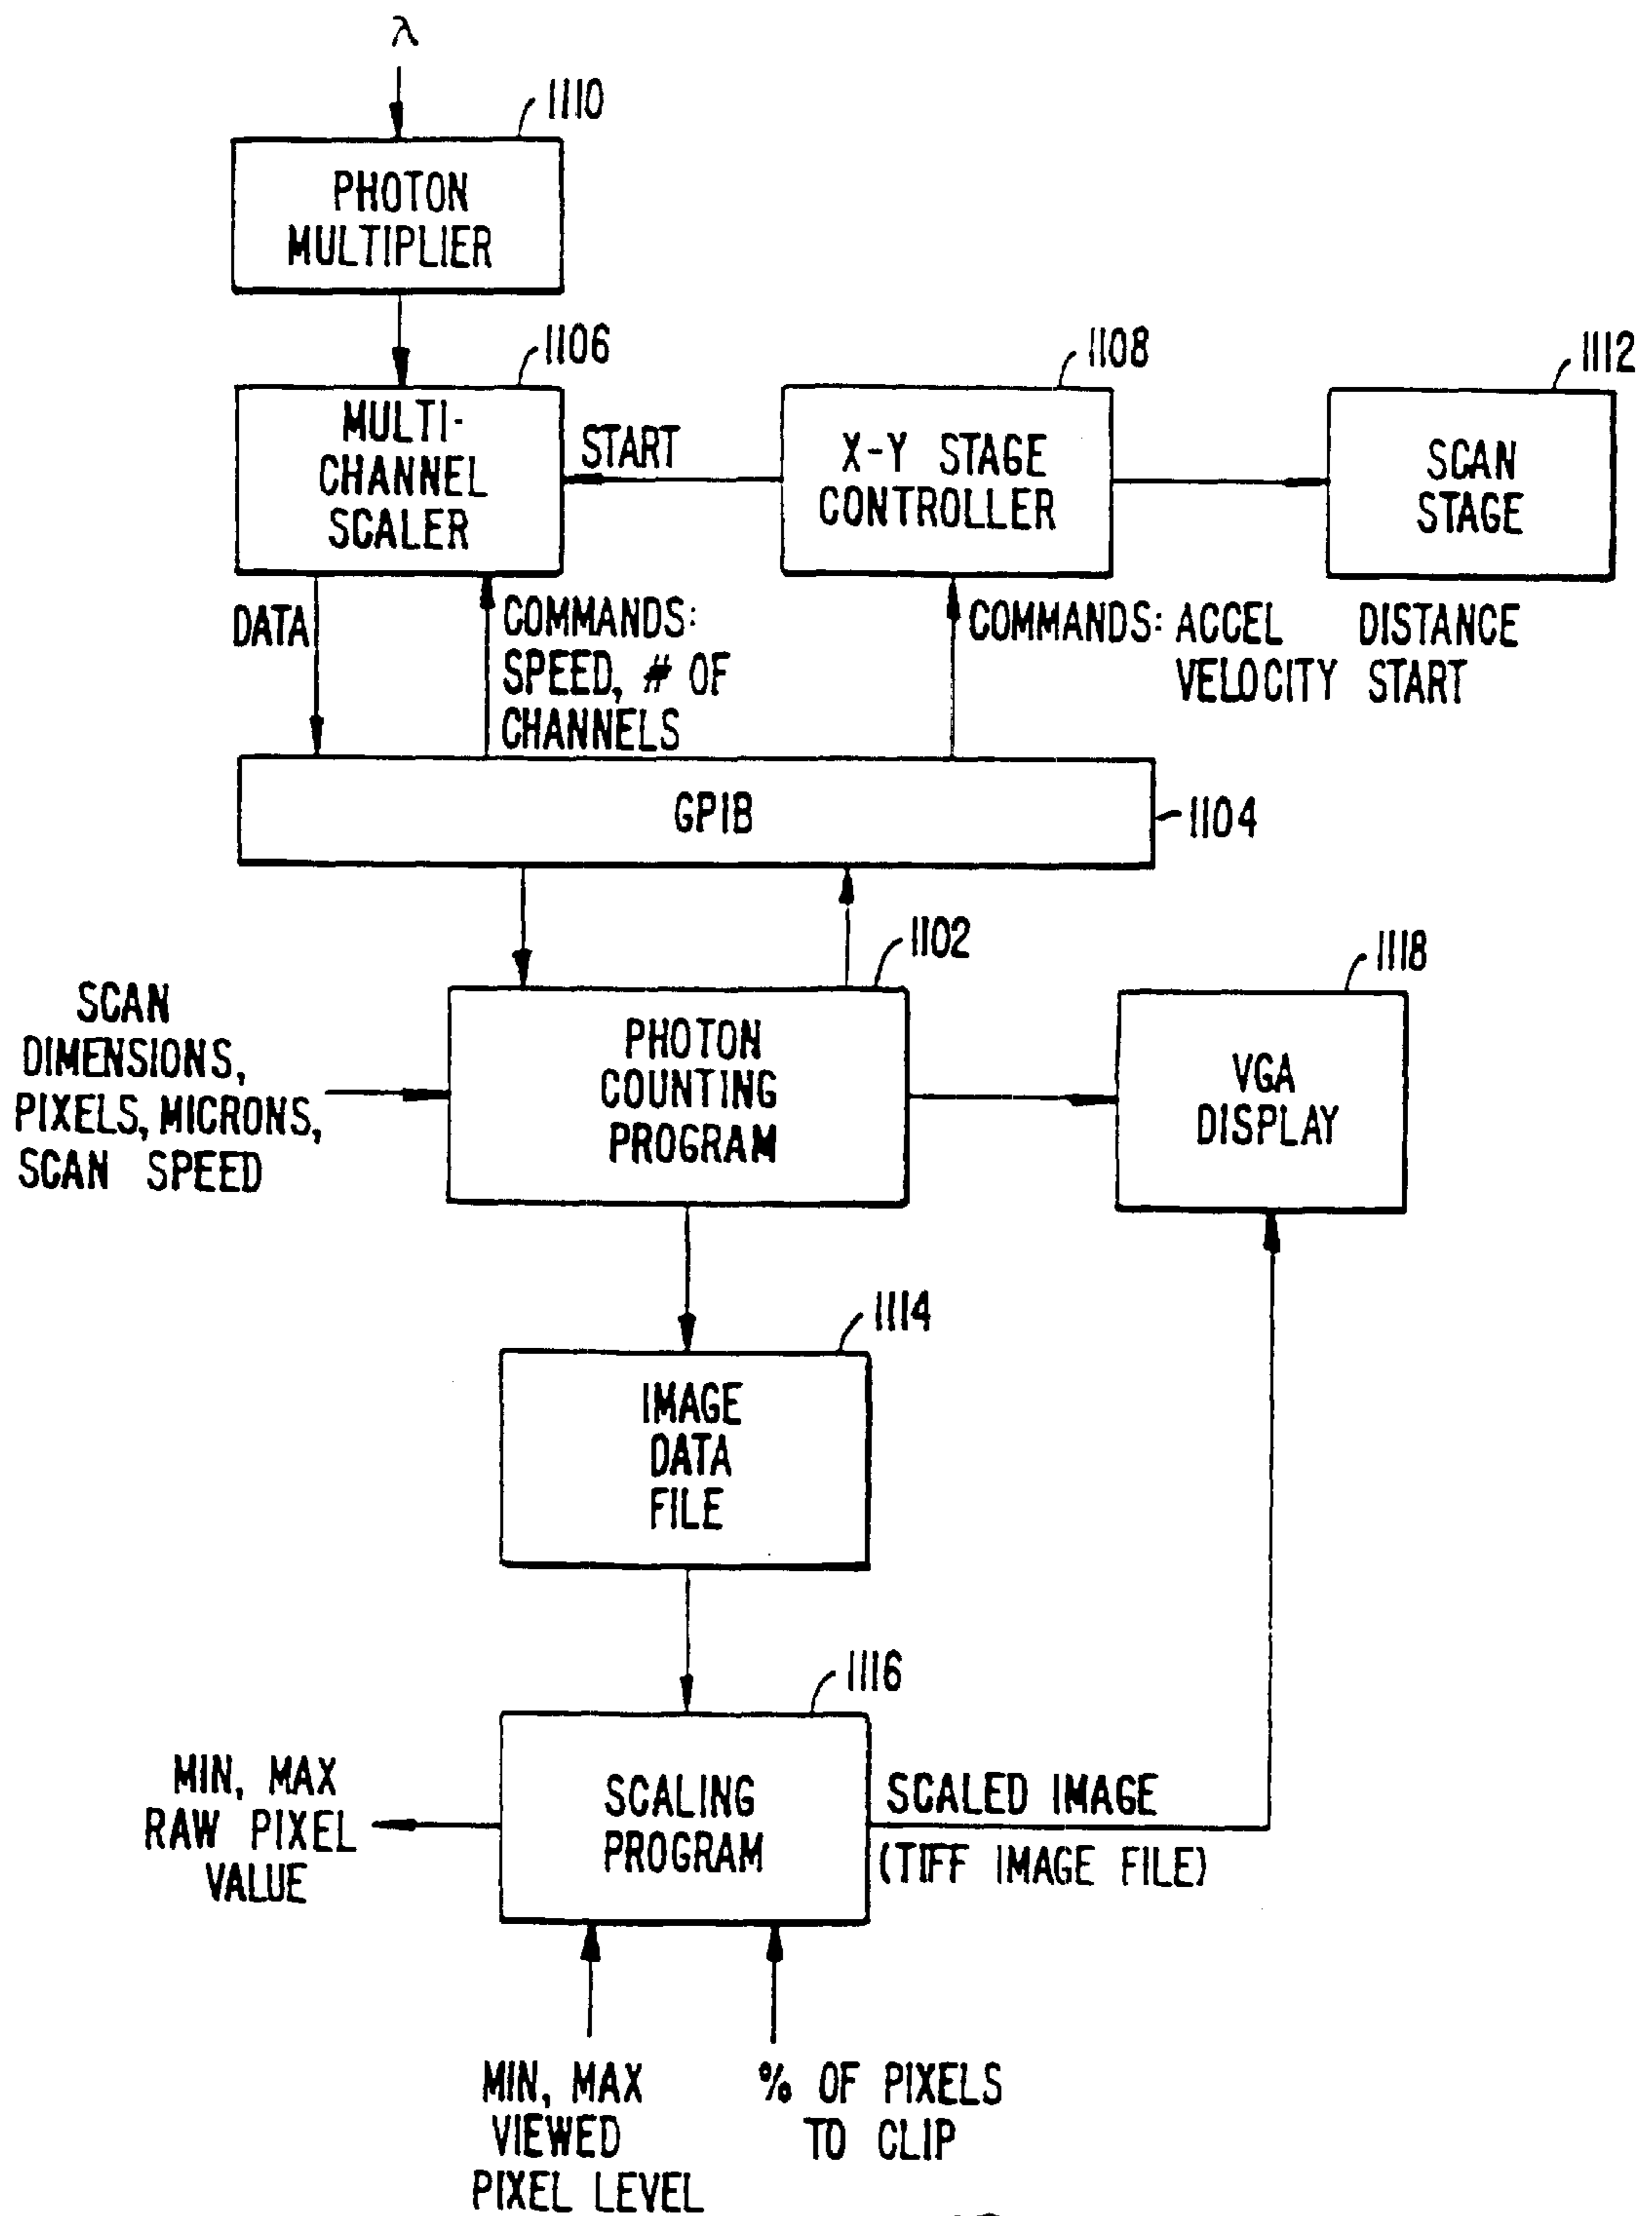 λ
1110
PHOTON
MULTIPLIER
1106
MULTI-
CHANNEL
SCALER
START
1108
X-Y STAGE
CONTROLLER
1112
SCAN
STAGE
DATA
COMMANDS:
SPEED, # OF
CHANNELS
COMMANDS: ACCEL DISTANCE
VELOCITY START
GPIB
1104
1102
SCAN
DIMENSIONS,
PIXELS, MICRONS,
SCAN SPEED
PHOTON
COUNTING
PROGRAM
1118
VGA
DISPLAY
1114
IMAGE
DATA
FILE
1116
MIN, MAX
RAW PIXEL
VALUE
SCALING
PROGRAM
SCALED IMAGE
(TIFF IMAGE FILE)
MIN, MAX
VIEWED
PIXEL LEVEL
% OF PIXELS
TO CLIP